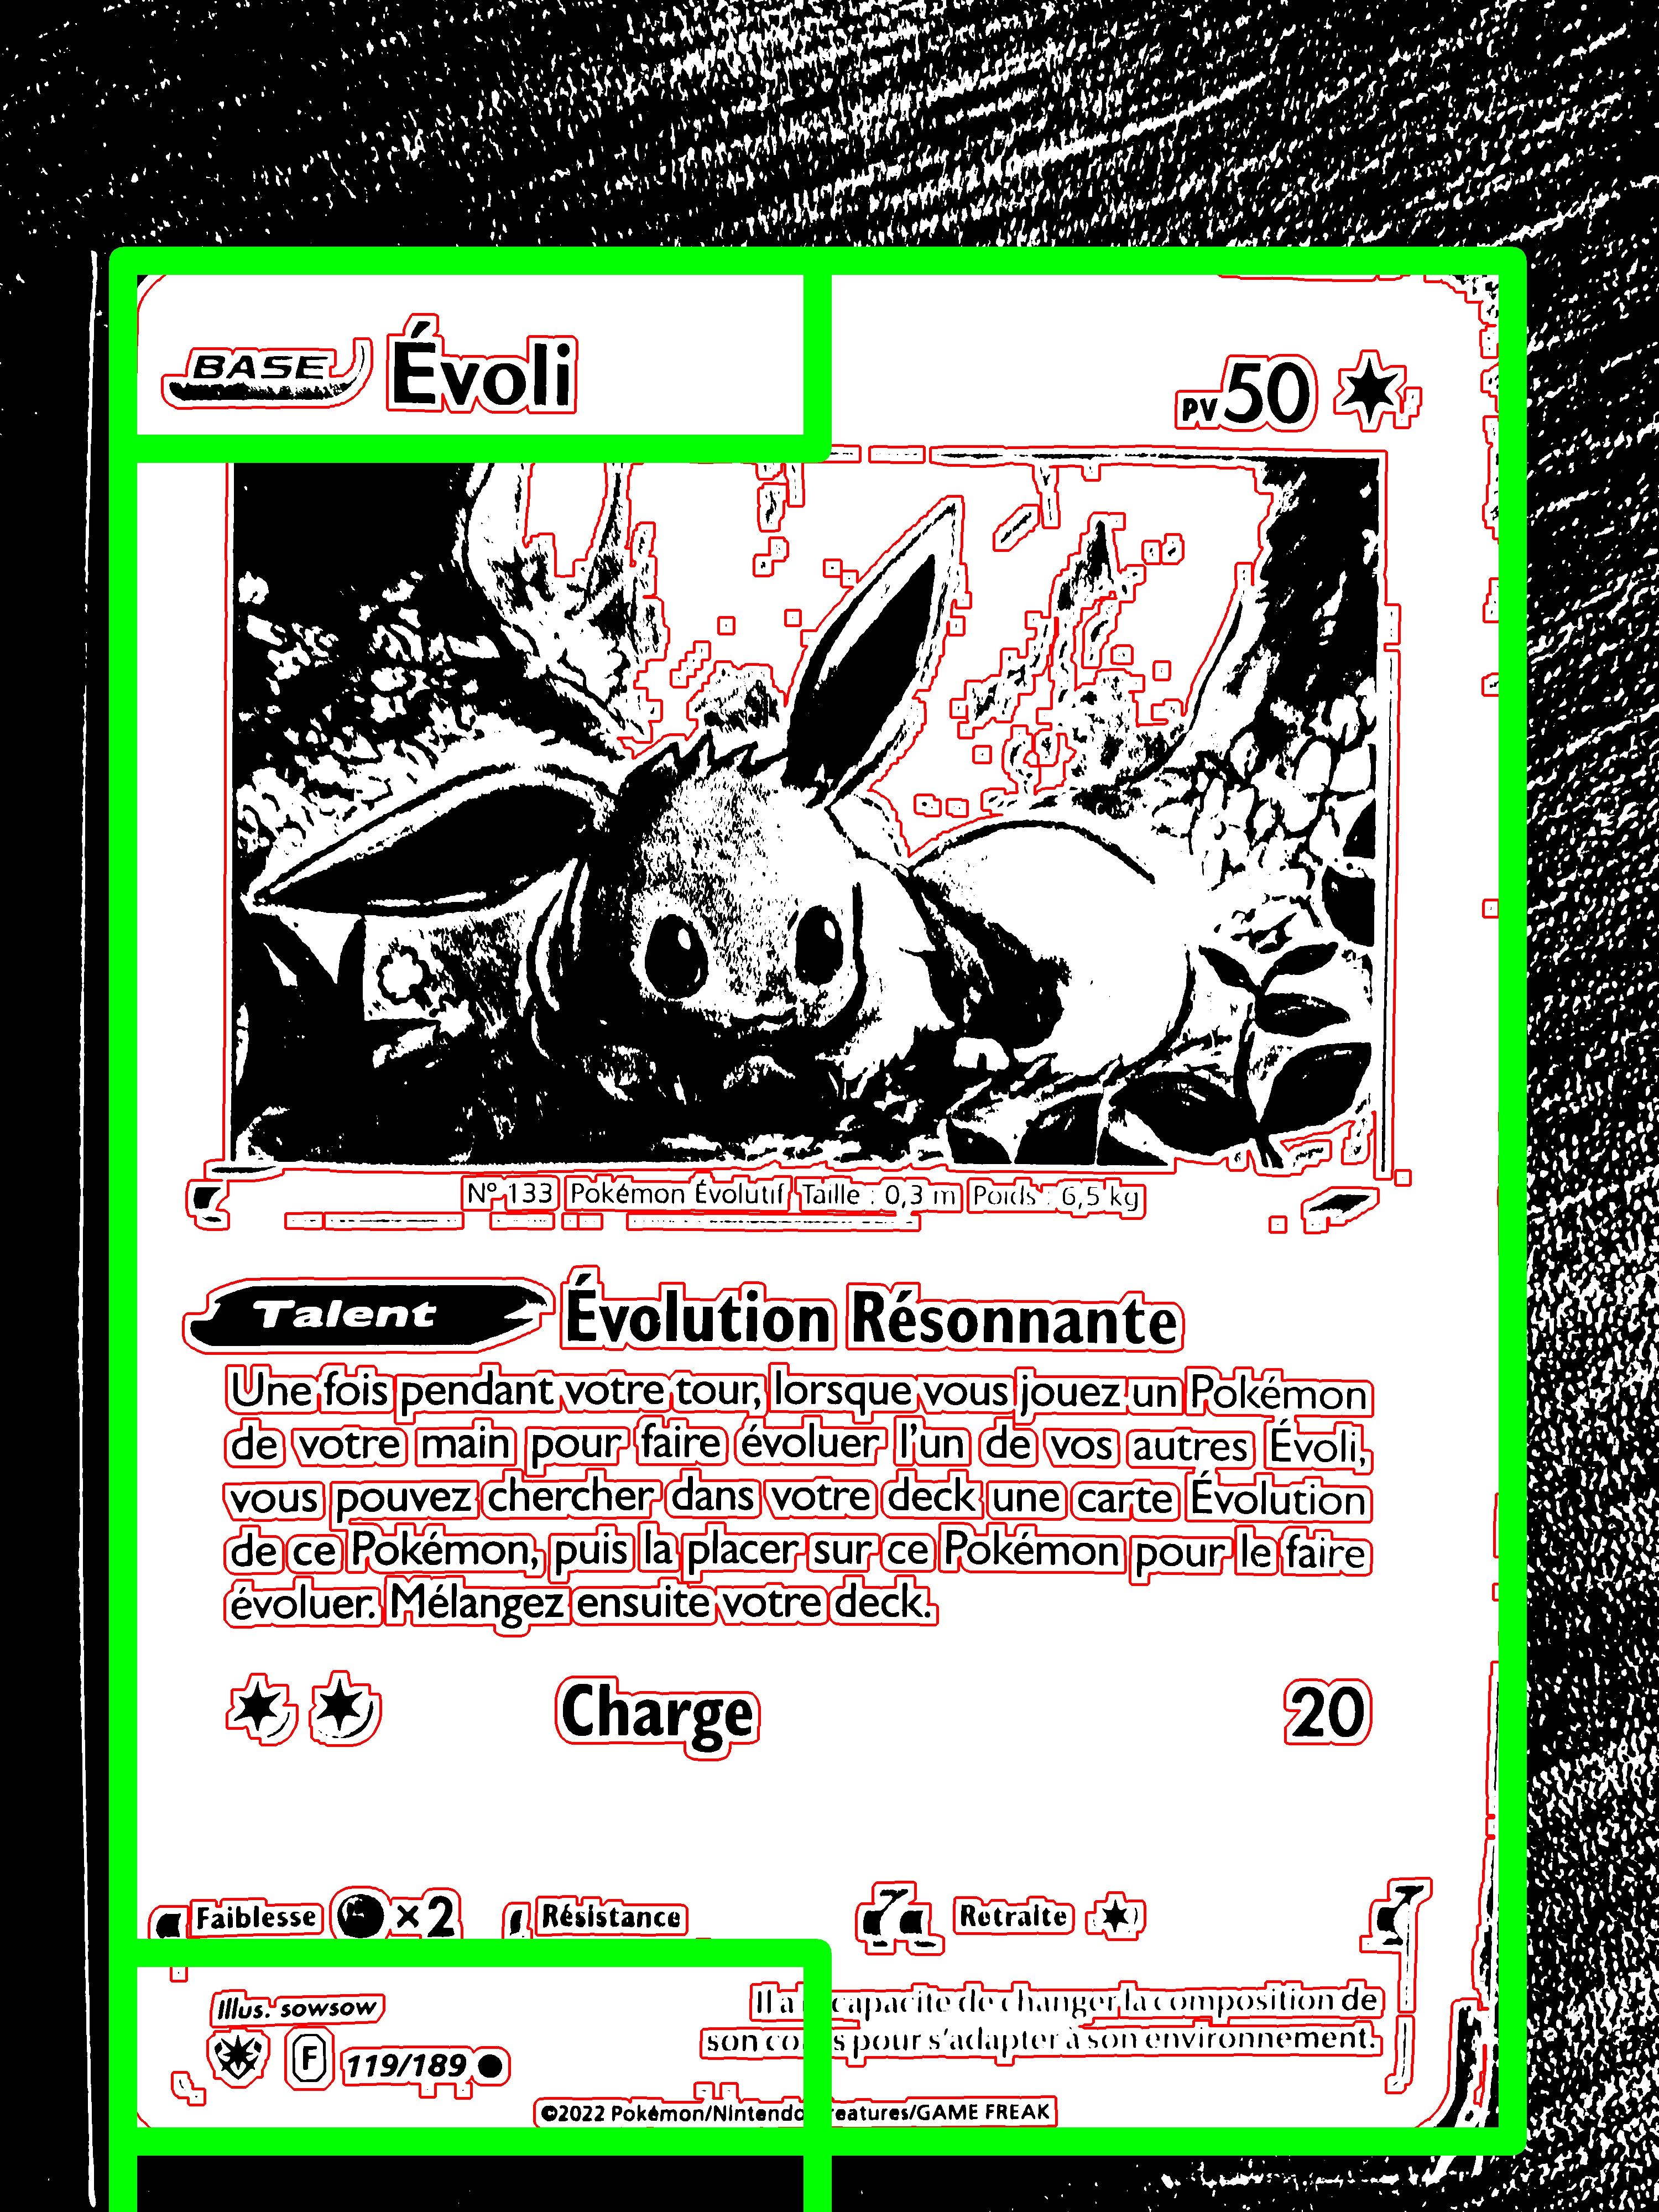 BASE Évoli PV 50
N° 133 Pokémon Évolutif Taille : 0,3 m Poids : 6,5 kg
Talent Évolution Résonnante
Une fois pendant votre tour, lorsque vous jouez un Pokémon
de votre main pour faire évoluer l'un de vos autres Évoli,
vous pouvez chercher dans votre deck une carte Évolution
de ce Pokémon, puis la placer sur ce Pokémon pour le faire
évoluer. Mélangez ensuite votre deck.
Charge 20
Faiblesse ×2 Résistance Retraite
Illus. sowsow
Il a capacité de changer la composition de
son pour s'adapter à son environnement.
F 119/189
©2022 Pokémon/Nintendo GAME FREAK